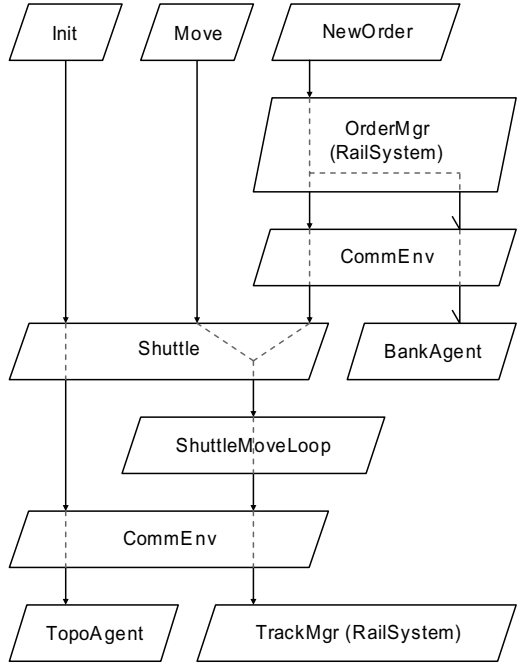 Init
Move
NewOrder
OrderMgr
(RailSystem)
CommEnv
Shuttle
BankAgent
ShuttleMoveLoop
CommEnv
TopoAgent
TrackMgr (RailSystem)